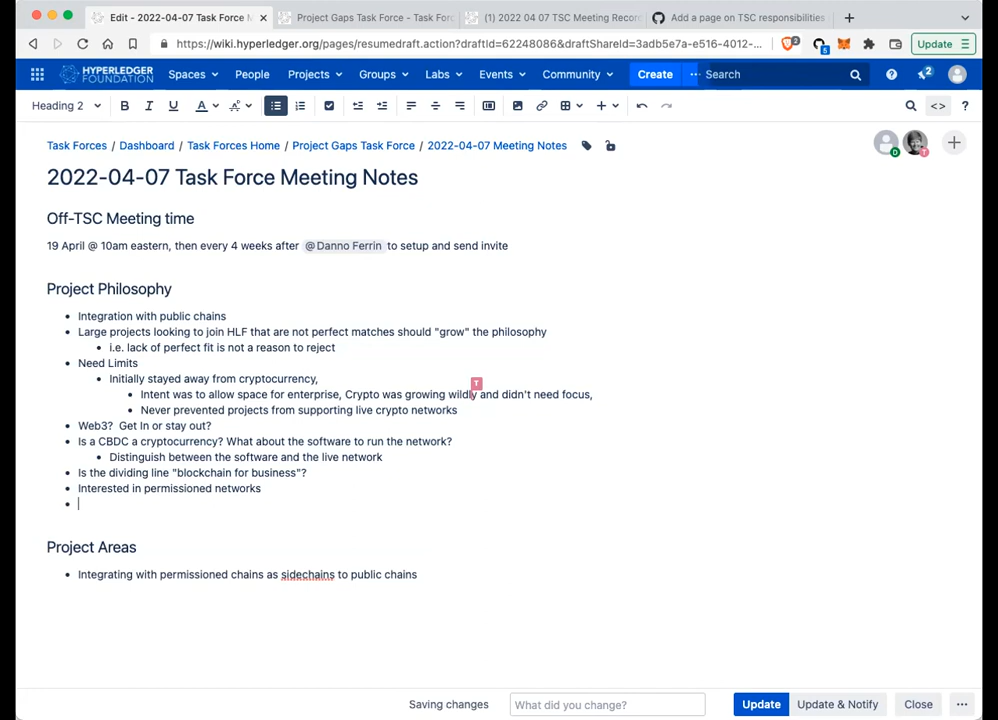 Edit - 2022-04-07 Task Force M
Project Gaps Task Force - Task Forc
(1) 2022 04 07 TSC Meeting Record
Add a page on TSC responsibilities
https://wiki.hyperledger.org/pages/resumedraft.action?draftId=62248086&draftShareId=3adb5e7a-e516-4012-...
2
5
Update
HYPERLEDGER
FOUNDATION
Spaces
People
Projects
Groups
Labs
Events
Community
Create
Search
2
Heading 2
Task Forces / Dashboard / Task Forces Home / Project Gaps Task Force / 2022-04-07 Meeting Notes
D
T
2022-04-07 Task Force Meeting Notes
Off-TSC Meeting time
19 April @ 10am eastern, then every 4 weeks after @Danno Ferrin to setup and send invite
Project Philosophy
• Integration with public chains
• Large projects looking to join HLF that are not perfect matches should "grow" the philosophy
• i.e. lack of perfect fit is not a reason to reject
• Need Limits
• Initially stayed away from cryptocurrency,
T
• Intent was to allow space for enterprise, Crypto was growing wildly and didn't need focus,
• Never prevented projects from supporting live crypto networks
• Web3? Get In or stay out?
• Is a CBDC a cryptocurrency? What about the software to run the network?
• Distinguish between the software and the live network
• Is the dividing line "blockchain for business"?
• Interested in permissioned networks
•
Project Areas
• Integrating with permissioned chains as sidechains to public chains
Saving changes
What did you change?
Update
Update & Notify
Close